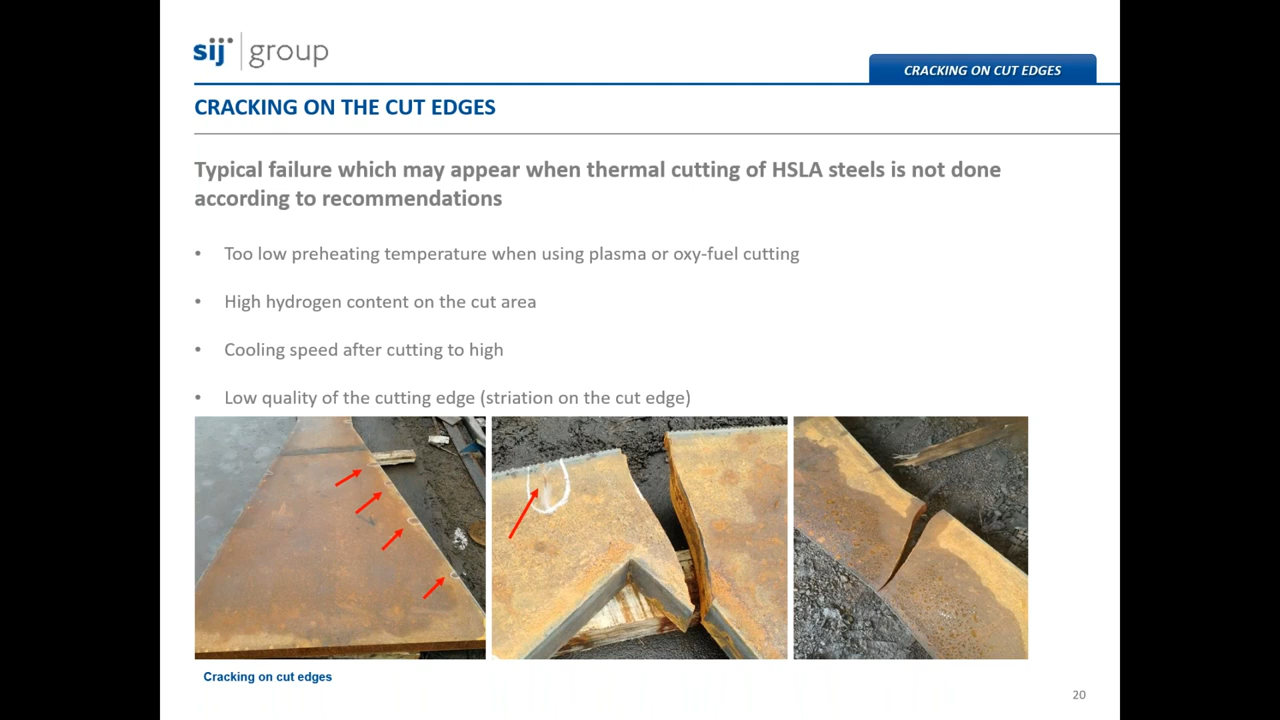 sij group
CRACKING ON CUT EDGES
CRACKING ON THE CUT EDGES
Typical failure which may appear when thermal cutting of HSLA steels is not done
according to recommendations
• Too low preheating temperature when using plasma or oxy-fuel cutting
• High hydrogen content on the cut area
• Cooling speed after cutting to high
• Low quality of the cutting edge (striation on the cut edge)
Cracking on cut edges
20